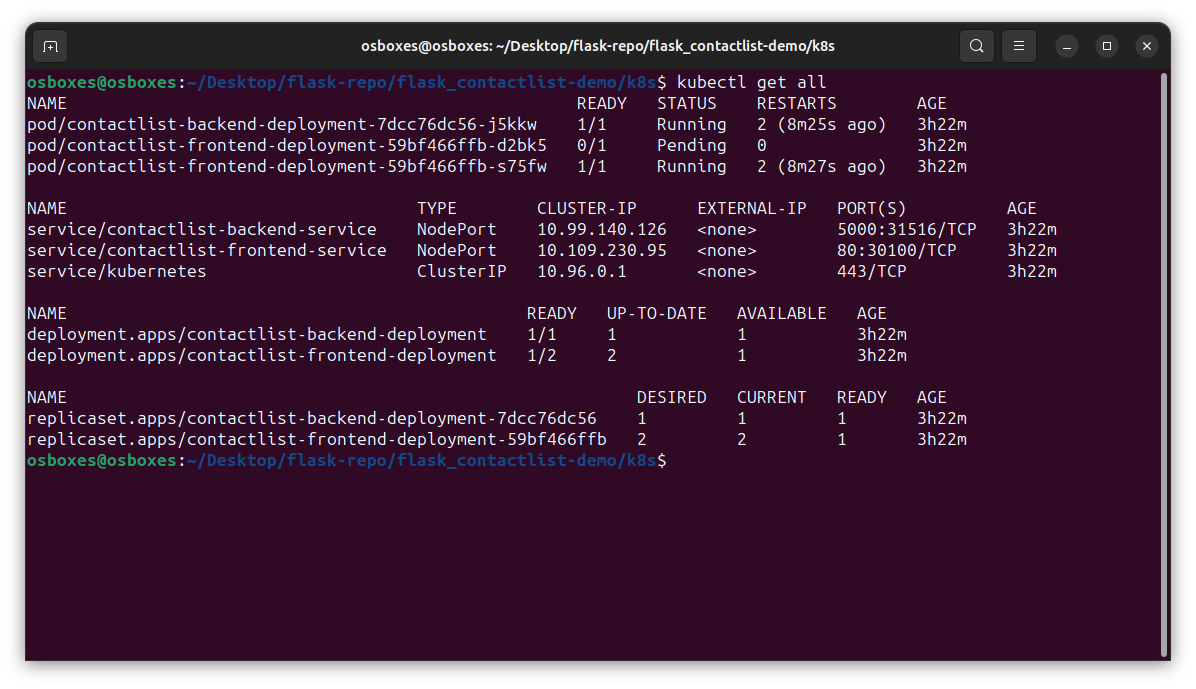 osboxes@osboxes: ~/Desktop/flask-repo/flask_contactlist-demo/k8s
osboxes@osboxes:~/Desktop/flask-repo/flask_contactlist-demo/k8s$ kubectl get all
NAME READY STATUS RESTARTS AGE
pod/contactlist-backend-deployment-7dcc76dc56-j5kkw 1/1 Running 2 (8m25s ago) 3h22m
pod/contactlist-frontend-deployment-59bf466ffb-d2bk5 0/1 Pending 0 3h22m
pod/contactlist-frontend-deployment-59bf466ffb-s75fw 1/1 Running 2 (8m27s ago) 3h22m
NAME TYPE CLUSTER-IP EXTERNAL-IP PORT(S) AGE
service/contactlist-backend-service NodePort 10.99.140.126 <none> 5000:31516/TCP 3h22m
service/contactlist-frontend-service NodePort 10.109.230.95 <none> 80:30100/TCP 3h22m
service/kubernetes ClusterIP 10.96.0.1 <none> 443/TCP 3h22m
NAME READY UP-TO-DATE AVAILABLE AGE
deployment.apps/contactlist-backend-deployment 1/1 1 1 3h22m
deployment.apps/contactlist-frontend-deployment 1/2 2 1 3h22m
NAME DESIRED CURRENT READY AGE
replicaset.apps/contactlist-backend-deployment-7dcc76dc56 1 1 1 3h22m
replicaset.apps/contactlist-frontend-deployment-59bf466ffb 2 2 1 3h22m
osboxes@osboxes:~/Desktop/flask-repo/flask_contactlist-demo/k8s$